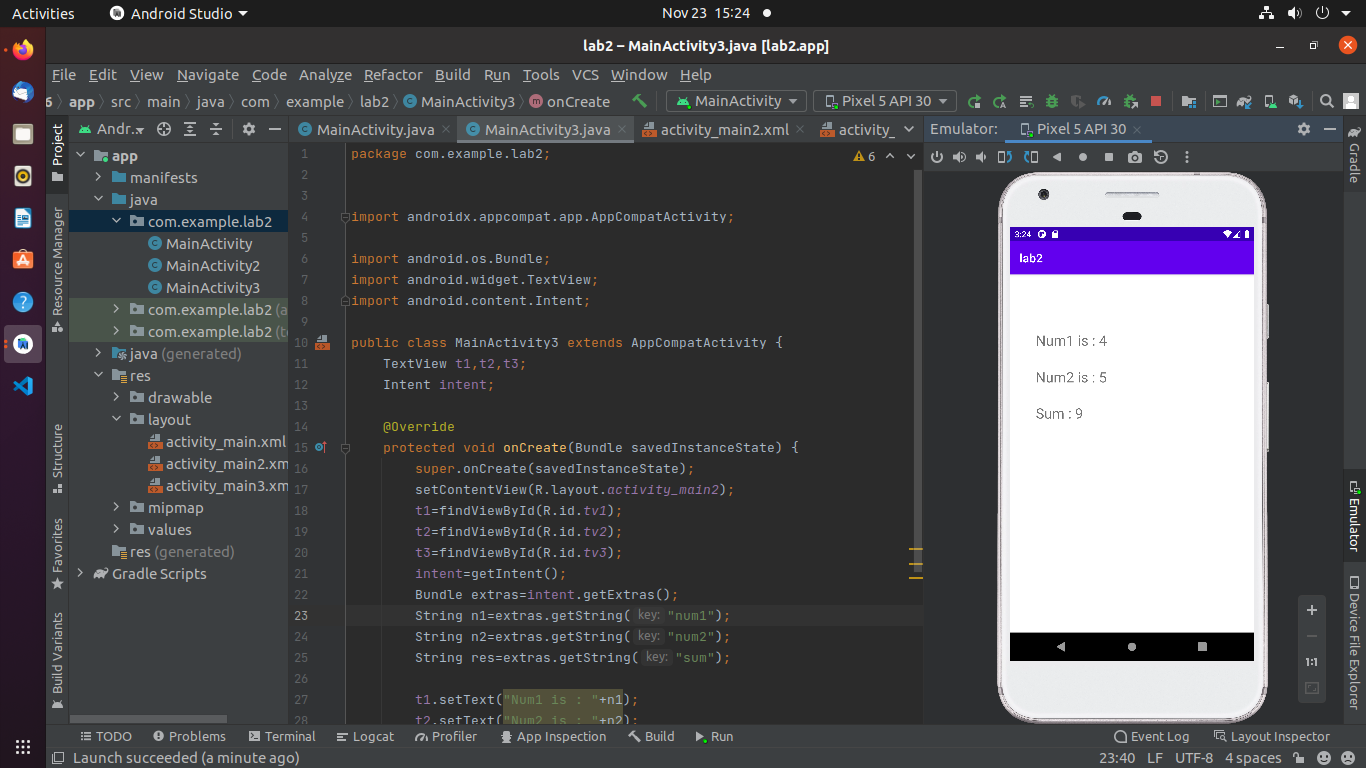 Activities Android Studio Nov 23 15:24
lab2 – MainActivity3.java [lab2.app]
File Edit View Navigate Code Analyze Refactor Build Run Tools VCS Window Help
6 app src main java com example lab2 MainActivity3 onCreate MainActivity Pixel 5 API 30
Andr... MainActivity.java MainActivity3.java activity_main2.xml activity_ Emulator: Pixel 5 API 30
Project
Resource Manager
Structure
Favorites
Build Variants
app
manifests
java
com.example.lab2
MainActivity
MainActivity2
MainActivity3
com.example.lab2 (a
com.example.lab2 (te
java (generated)
res
drawable
layout
activity_main.xml
activity_main2.xm
activity_main3.xm
mipmap
values
res (generated)
Gradle Scripts
6
1 package com.example.lab2;
2
3
4 import androidx.appcompat.app.AppCompatActivity;
5
6 import android.os.Bundle;
7 import android.widget.TextView;
8 import android.content.Intent;
9
10 public class MainActivity3 extends AppCompatActivity {
11 TextView t1,t2,t3;
12 Intent intent;
13
14 @Override
15 protected void onCreate(Bundle savedInstanceState) {
16 super.onCreate(savedInstanceState);
17 setContentView(R.layout.activity_main2);
18 t1=findViewById(R.id.tv1);
19 t2=findViewById(R.id.tv2);
20 t3=findViewById(R.id.tv3);
21 intent=getIntent();
22 Bundle extras=intent.getExtras();
23 String n1=extras.getString( key: "num1");
24 String n2=extras.getString( key: "num2");
25 String res=extras.getString( key: "sum");
26
27 t1.setText("Num1 is : "+n1);
28 t2.setText("Num2 is : "+n2);
3:24
lab2
Num1 is : 4
Num2 is : 5
Sum : 9
1:1
Gradle
Emulator
Device File Explorer
TODO Problems Terminal Logcat Profiler App Inspection Build Run Event Log Layout Inspector
Launch succeeded (a minute ago) 23:40 LF UTF-8 4 spaces